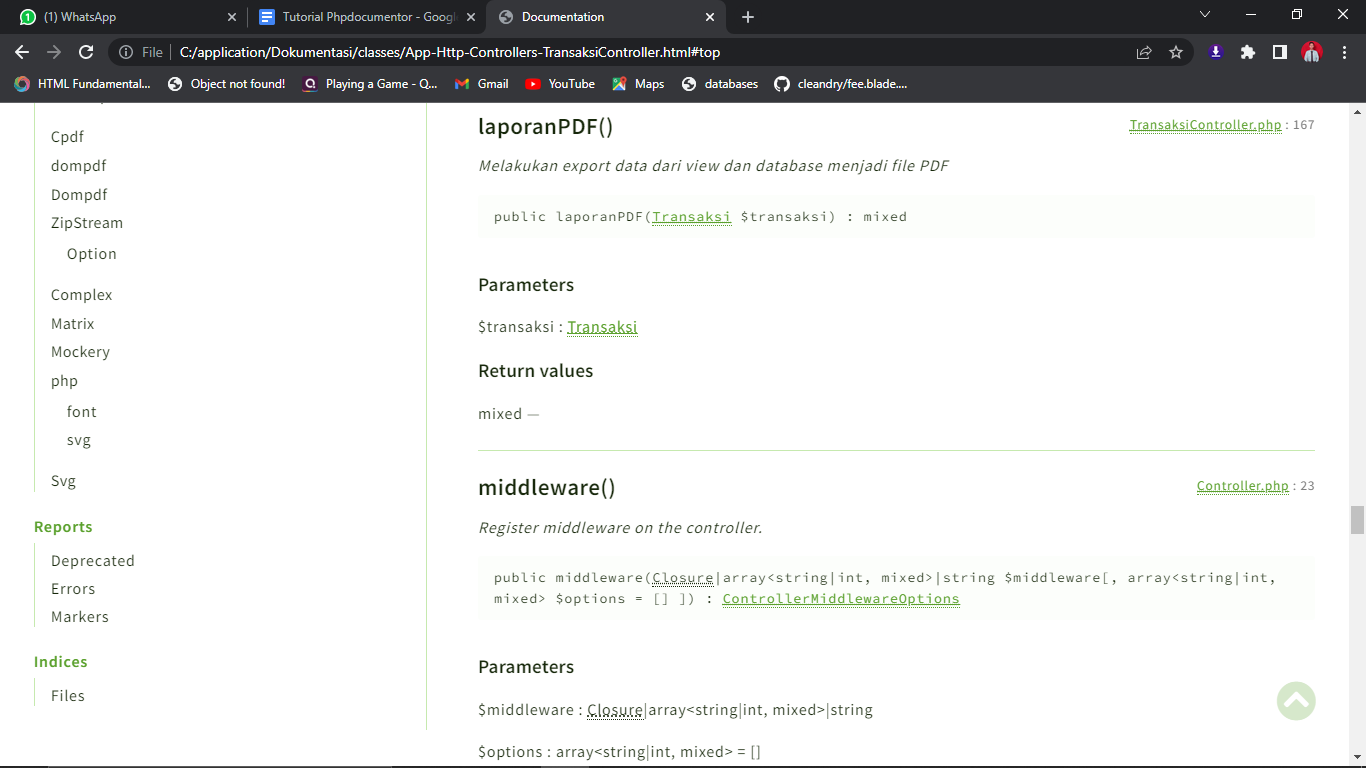 (1) WhatsApp
Tutorial Phpdocumentor - Google
Documentation
File
C:/application/Dokumentasi/classes/App-Http-Controllers-TransaksiController.html#top
HTML Fundamental...
Object not found!
Playing a Game - Q...
Gmail
YouTube
Maps
databases
cleandry/fee.blade....
Cpdf
dompdf
Dompdf
ZipStream
Option
Complex
Matrix
Mockery
php
font
svg
Svg
Reports
Deprecated
Errors
Markers
Indices
Files
laporanPDF()
TransaksiController.php : 167
Melakukan export data dari view dan database menjadi file PDF
public laporanPDF(Transaksi $transaksi) : mixed
Parameters
$transaksi : Transaksi
Return values
mixed —
middleware()
Controller.php : 23
Register middleware on the controller.
public middleware(Closure|array<string|int, mixed>|string $middleware[, array<string|int,
mixed> $options = [] ]) : ControllerMiddlewareOptions
Parameters
$middleware : Closure|array<string|int, mixed>|string
$options : array<string|int, mixed> = []